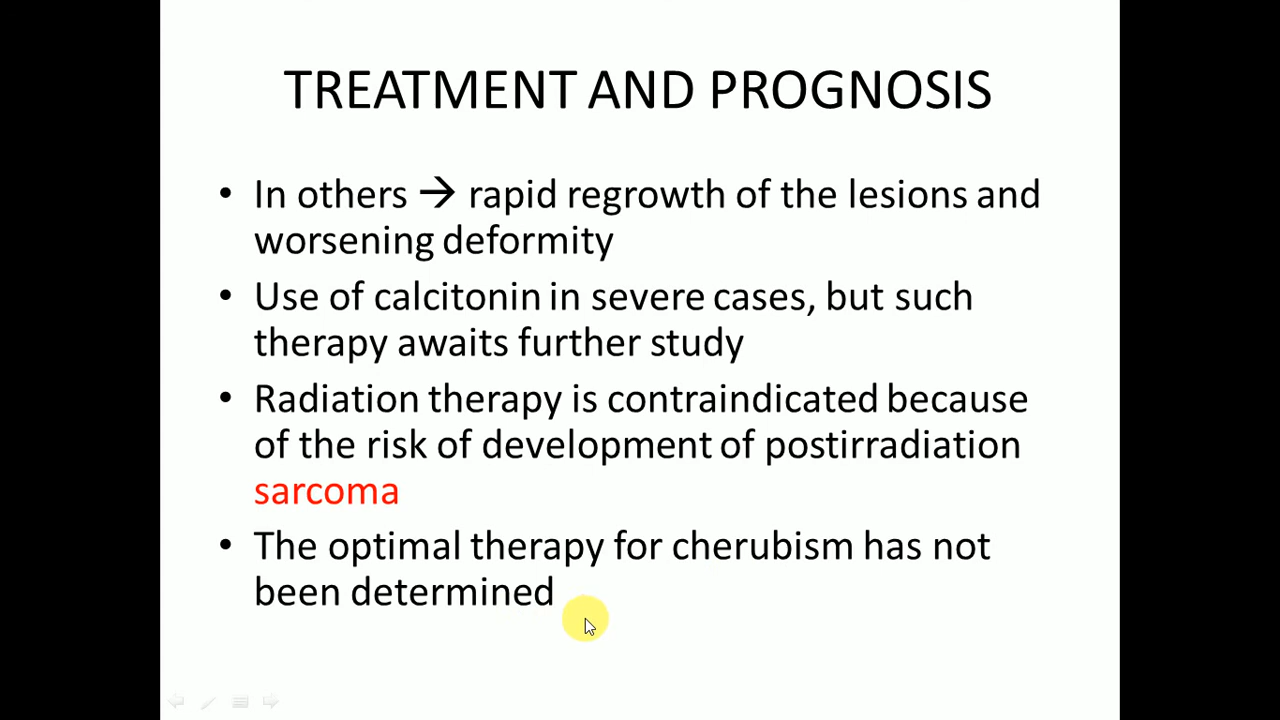 TREATMENT AND PROGNOSIS
• In others → rapid regrowth of the lesions and
worsening deformity
• Use of calcitonin in severe cases, but such
therapy awaits further study
• Radiation therapy is contraindicated because
of the risk of development of postirradiation
sarcoma
• The optimal therapy for cherubism has not
been determined